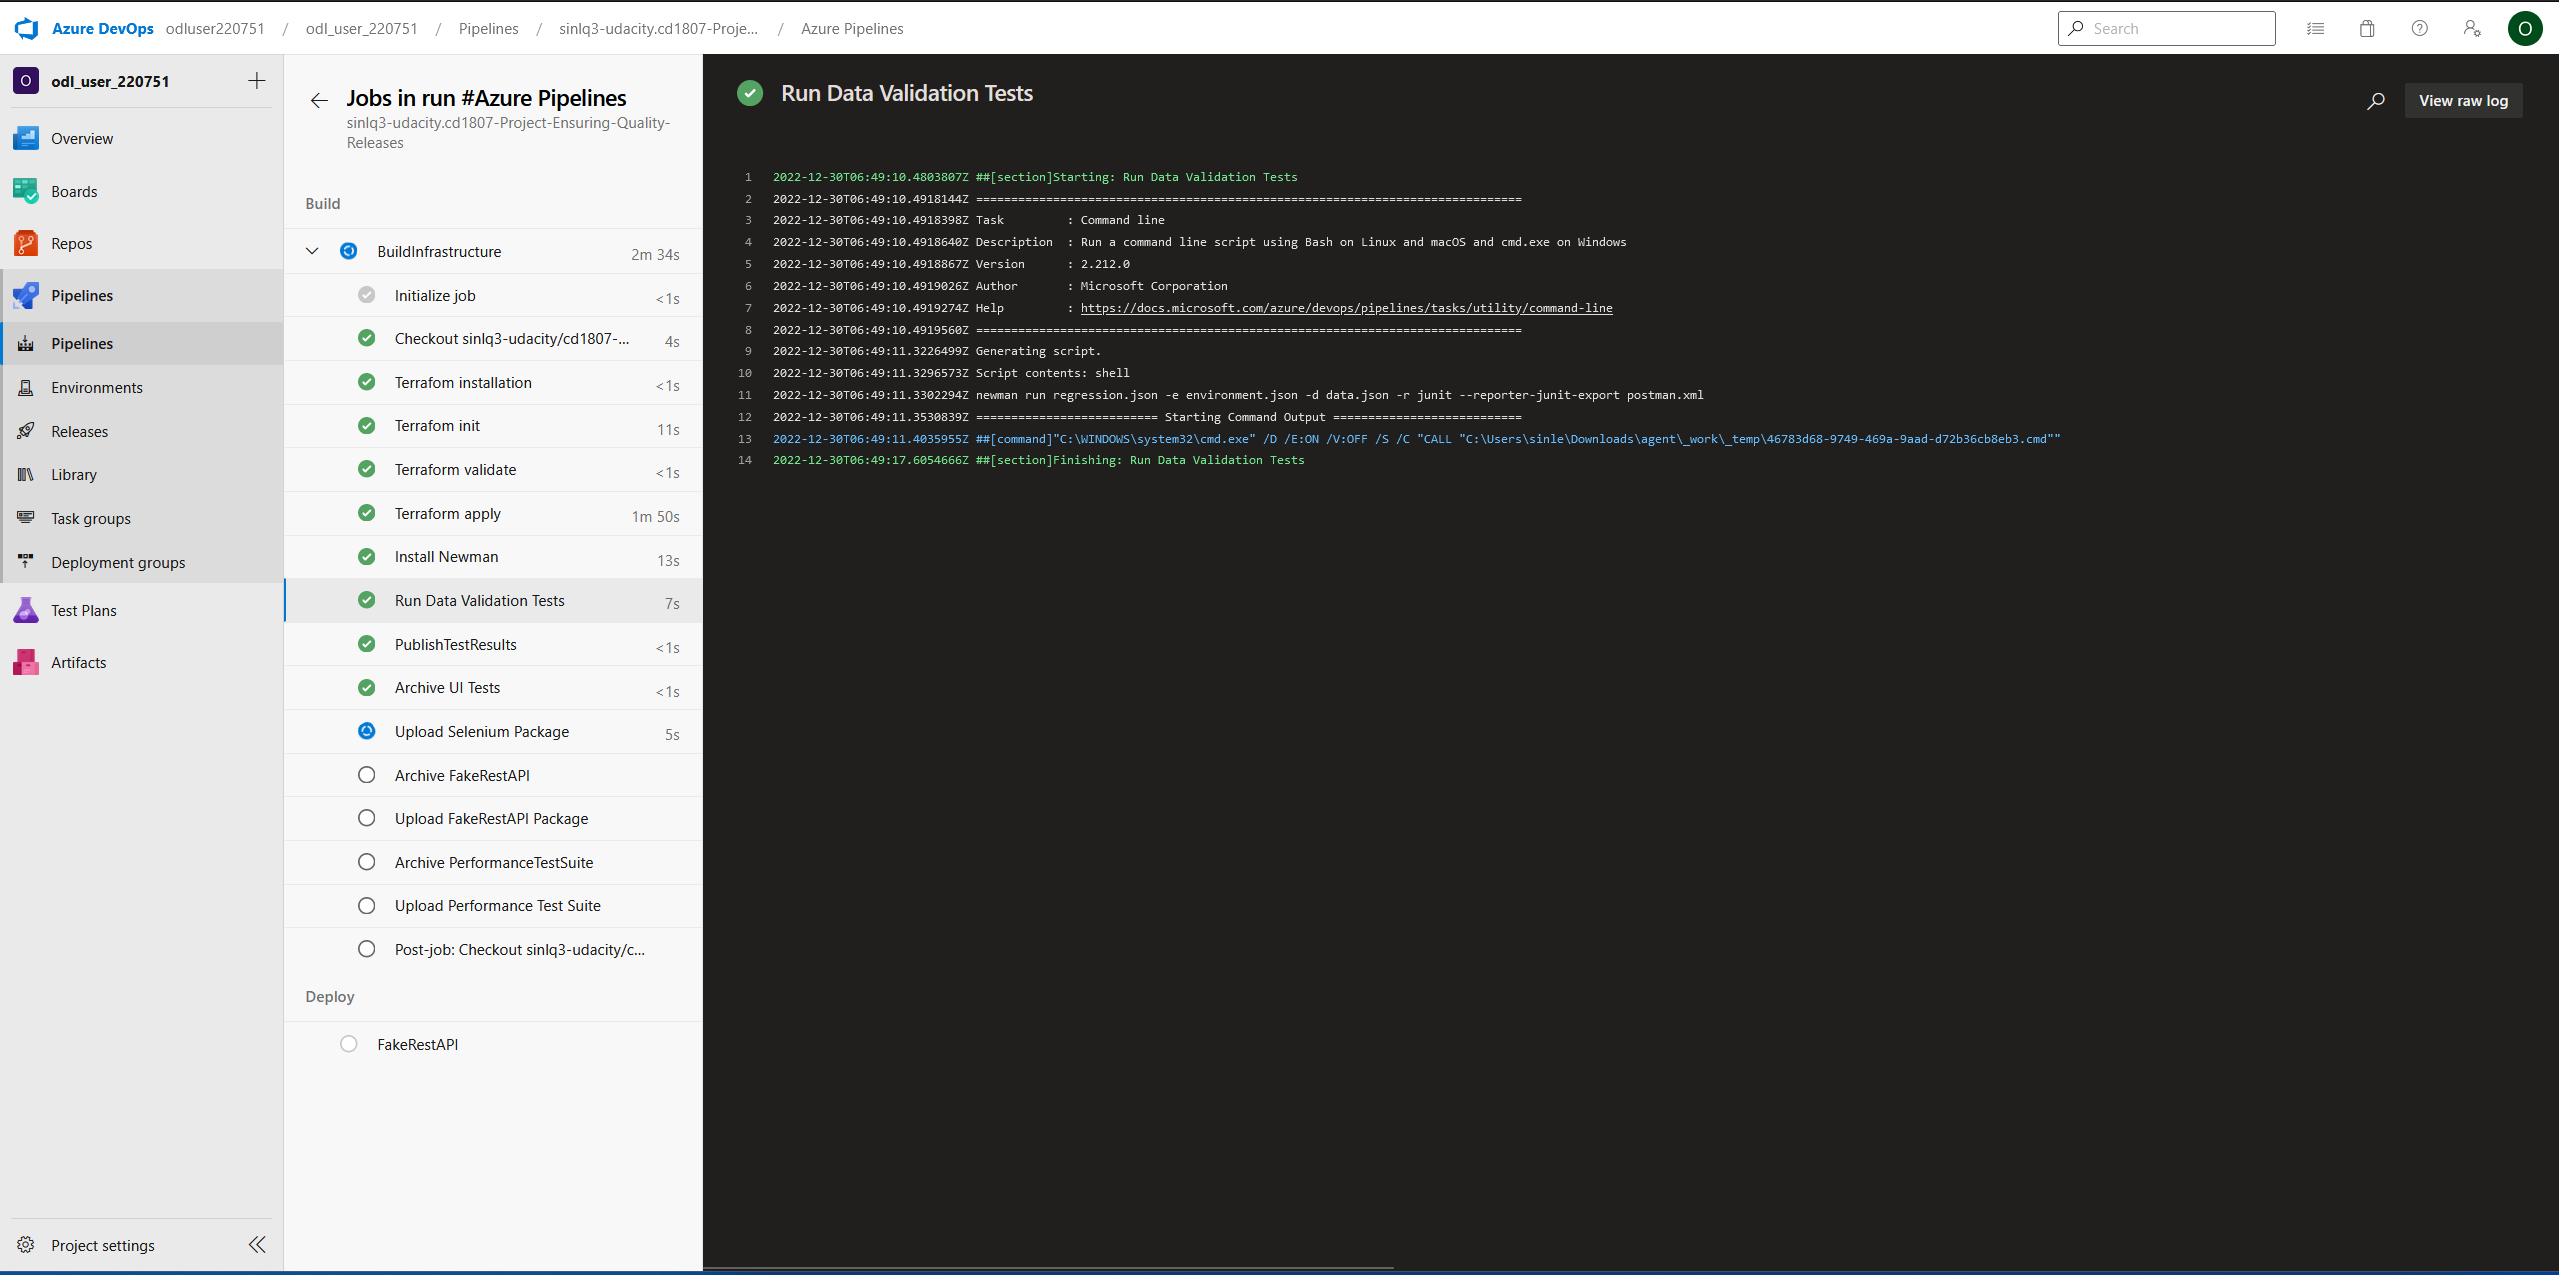 Azure DevOps odluser220751 / odl_user_220751 / Pipelines / sinlq3-udacity.cd1807-Proje... / Azure Pipelines
Search
O
O odl_user_220751
Overview
Boards
Repos
Pipelines
Pipelines
Environments
Releases
Library
Task groups
Deployment groups
Test Plans
Artifacts
Project settings
Jobs in run #Azure Pipelines
sinlq3-udacity.cd1807-Project-Ensuring-Quality-
Releases
Build
BuildInfrastructure 2m 34s
Initialize job <1s
Checkout sinlq3-udacity/cd1807-... 4s
Terrafom installation <1s
Terrafom init 11s
Terraform validate <1s
Terraform apply 1m 50s
Install Newman 13s
Run Data Validation Tests 7s
PublishTestResults <1s
Archive UI Tests <1s
Upload Selenium Package 5s
Archive FakeRestAPI
Upload FakeRestAPI Package
Archive PerformanceTestSuite
Upload Performance Test Suite
Post-job: Checkout sinlq3-udacity/c...
Deploy
FakeRestAPI
Run Data Validation Tests
View raw log
1 2022-12-30T06:49:10.4803807Z ##[section]Starting: Run Data Validation Tests
2 2022-12-30T06:49:10.4918144Z ==============================================================================
3 2022-12-30T06:49:10.4918398Z Task         : Command line
4 2022-12-30T06:49:10.4918640Z Description  : Run a command line script using Bash on Linux and macOS and cmd.exe on Windows
5 2022-12-30T06:49:10.4918867Z Version      : 2.212.0
6 2022-12-30T06:49:10.4919026Z Author       : Microsoft Corporation
7 2022-12-30T06:49:10.4919274Z Help         : https://docs.microsoft.com/azure/devops/pipelines/tasks/utility/command-line
8 2022-12-30T06:49:10.4919560Z ==============================================================================
9 2022-12-30T06:49:11.3226499Z Generating script.
10 2022-12-30T06:49:11.3296573Z Script contents: shell
11 2022-12-30T06:49:11.3302294Z newman run regression.json -e environment.json -d data.json -r junit --reporter-junit-export postman.xml
12 2022-12-30T06:49:11.3530839Z ========================== Starting Command Output ===========================
13 2022-12-30T06:49:11.4035955Z ##[command]"C:\WINDOWS\system32\cmd.exe" /D /E:ON /V:OFF /S /C "CALL "C:\Users\sinle\Downloads\agent\_work\_temp\46783d68-9749-469a-9aad-d72b36cb8eb3.cmd""
14 2022-12-30T06:49:17.6054666Z ##[section]Finishing: Run Data Validation Tests